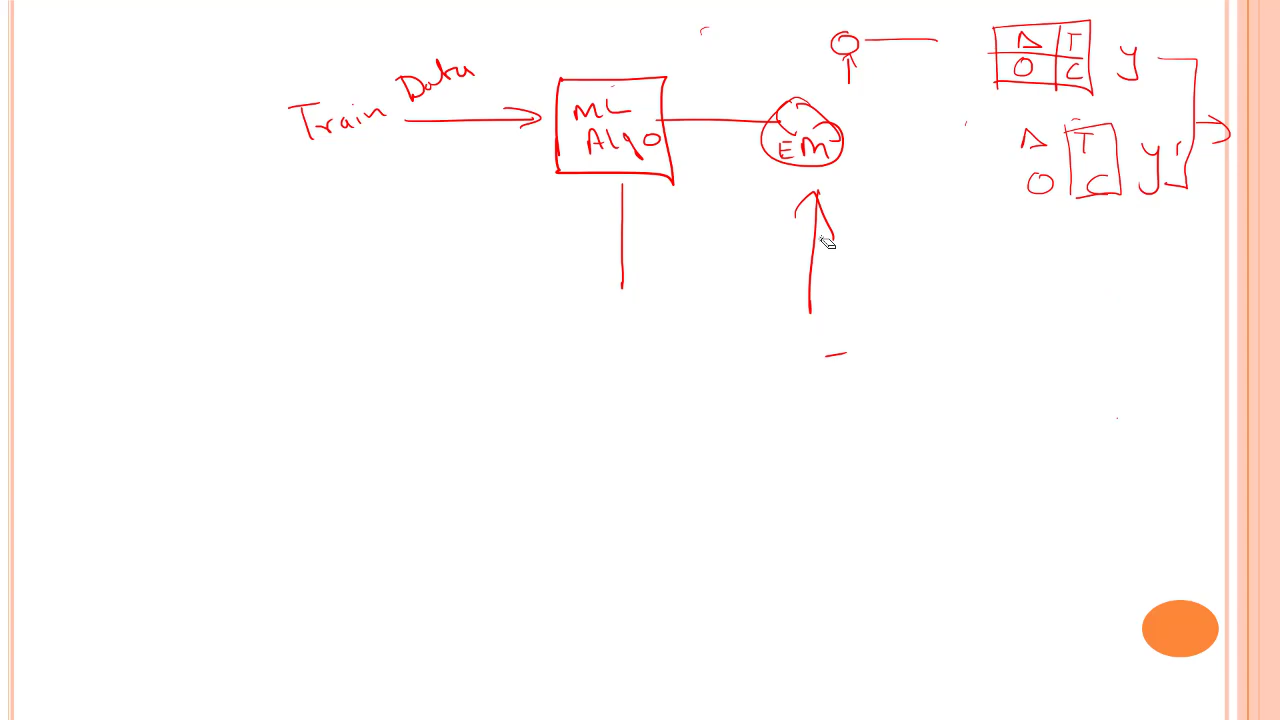 Train Data
ML
Algo
EM
Δ T
O C
y
Δ T
O C
y'